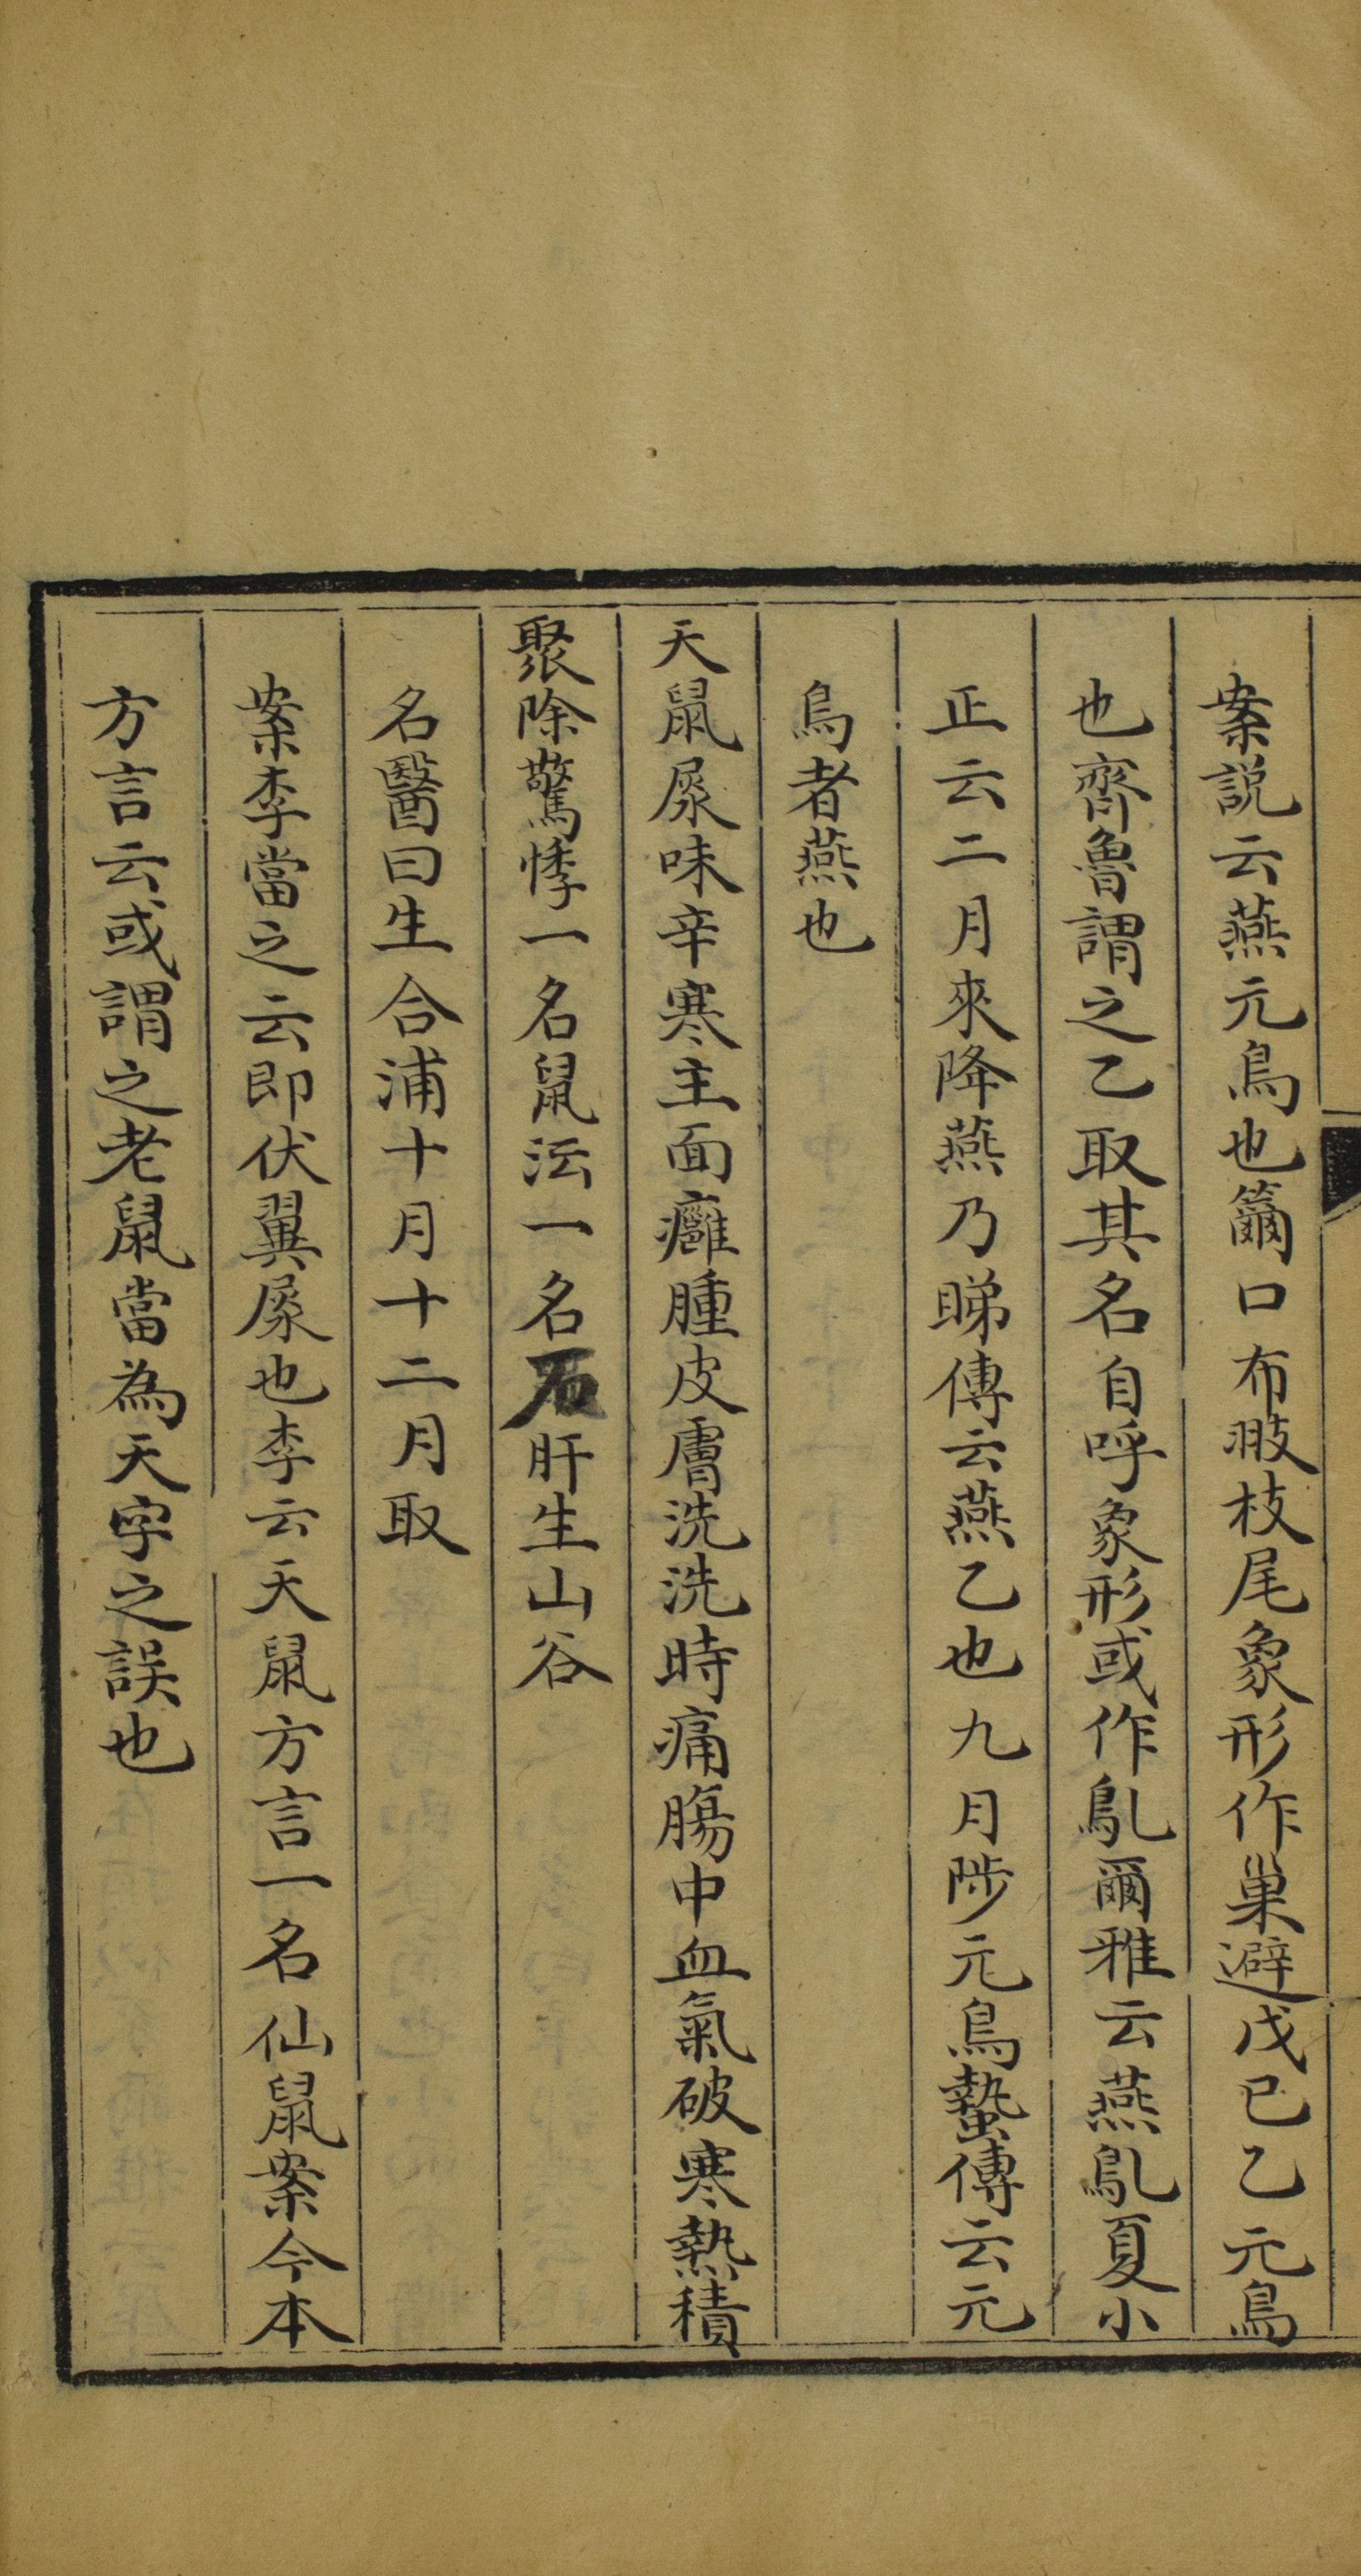 案説云燕元鳥也籋口布翄枝尾象形作巢避戊巳乙元鳥
也齊魯謂之乙取其名自呼象形或作鳦爾雅云燕鳦夏小
正云二月來降燕乃睇傳云燕乙也九月陟元鳥蟄傳云元
鳥者燕也
天鼠屎味辛寒主面癰腫皮膚洗洗時痛腸中血氣破寒熱積
聚除驚悸一名鼠沄一名石肝生山谷
名醫曰生合浦十月十二月取
案李當之云即伏翼屎也李云天鼠方言一名仙鼠案今本
方言云或謂之老鼠當為天字之誤也